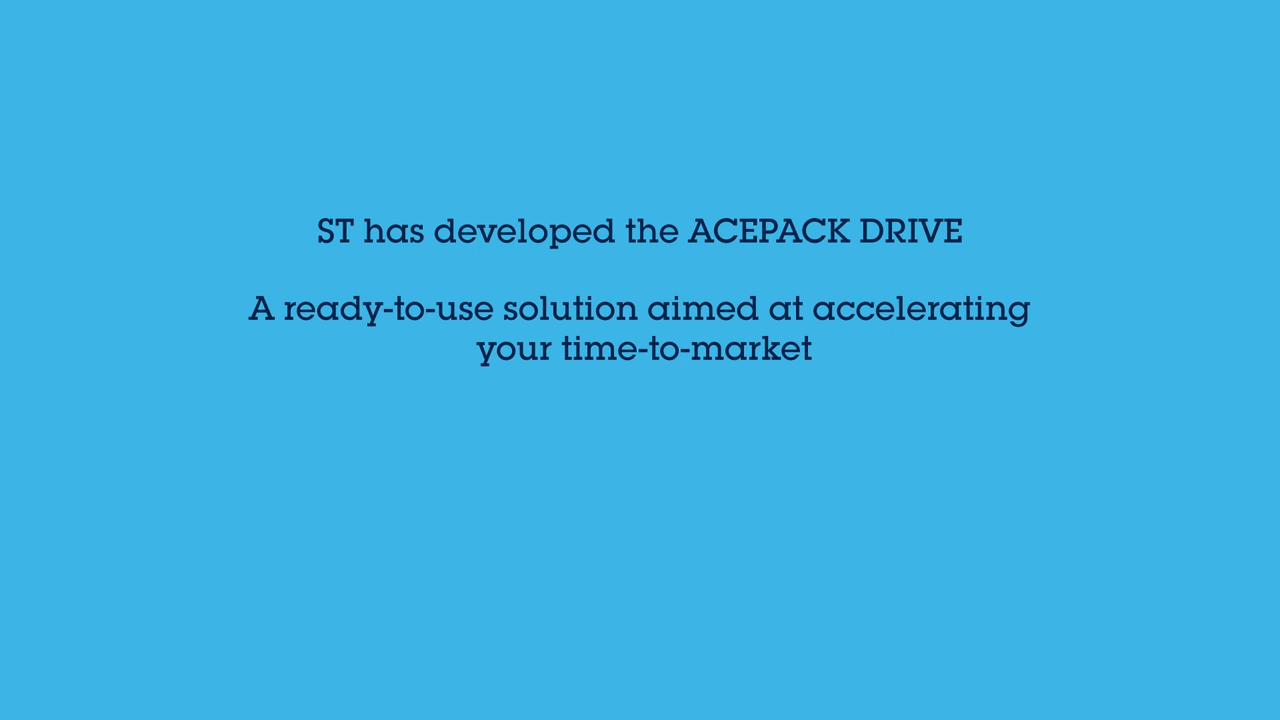 ST has developed the ACEPACK DRIVE
A ready-to-use solution aimed at accelerating
your time-to-market